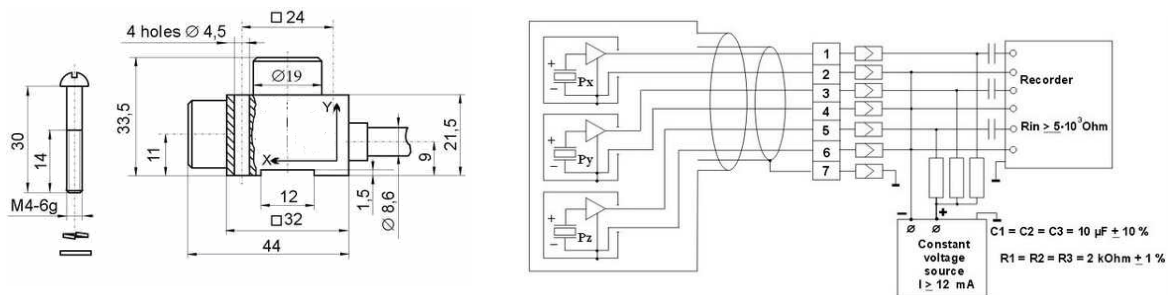 □ 24
4 holes Ø 4,5
Ø19
33,5
30
14
M4-6g
11
Y
X
12
□32
44
1,5
Ø 8,6
9
21,5
+
Px
−
+
Py
−
+
Pz
−
1
2
3
4
5
6
7
Recorder
Rin ≥ 5·10³Ohm
− +
Ø Ø
Constant
voltage
source
I ≥ 12 mA
C1 = C2 = C3 = 10 µF ± 10 %
R1 = R2 = R3 = 2 kOhm ± 1 %